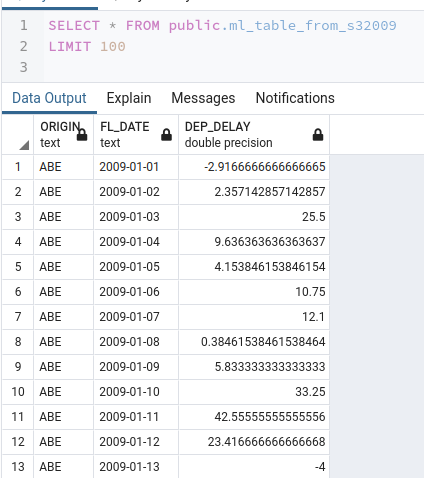 1 SELECT * FROM public.ml_table_from_s32009
2 LIMIT 100
3
Data Output Explain Messages Notifications
ORIGIN FL_DATE DEP_DELAY
text text double precision
1 ABE 2009-01-01 -2.9166666666666665
2 ABE 2009-01-02 2.357142857142857
3 ABE 2009-01-03 25.5
4 ABE 2009-01-04 9.636363636363637
5 ABE 2009-01-05 4.153846153846154
6 ABE 2009-01-06 10.75
7 ABE 2009-01-07 12.1
8 ABE 2009-01-08 0.38461538461538464
9 ABE 2009-01-09 5.833333333333333
10 ABE 2009-01-10 33.25
11 ABE 2009-01-11 42.55555555555556
12 ABE 2009-01-12 23.416666666666668
13 ABE 2009-01-13 -4